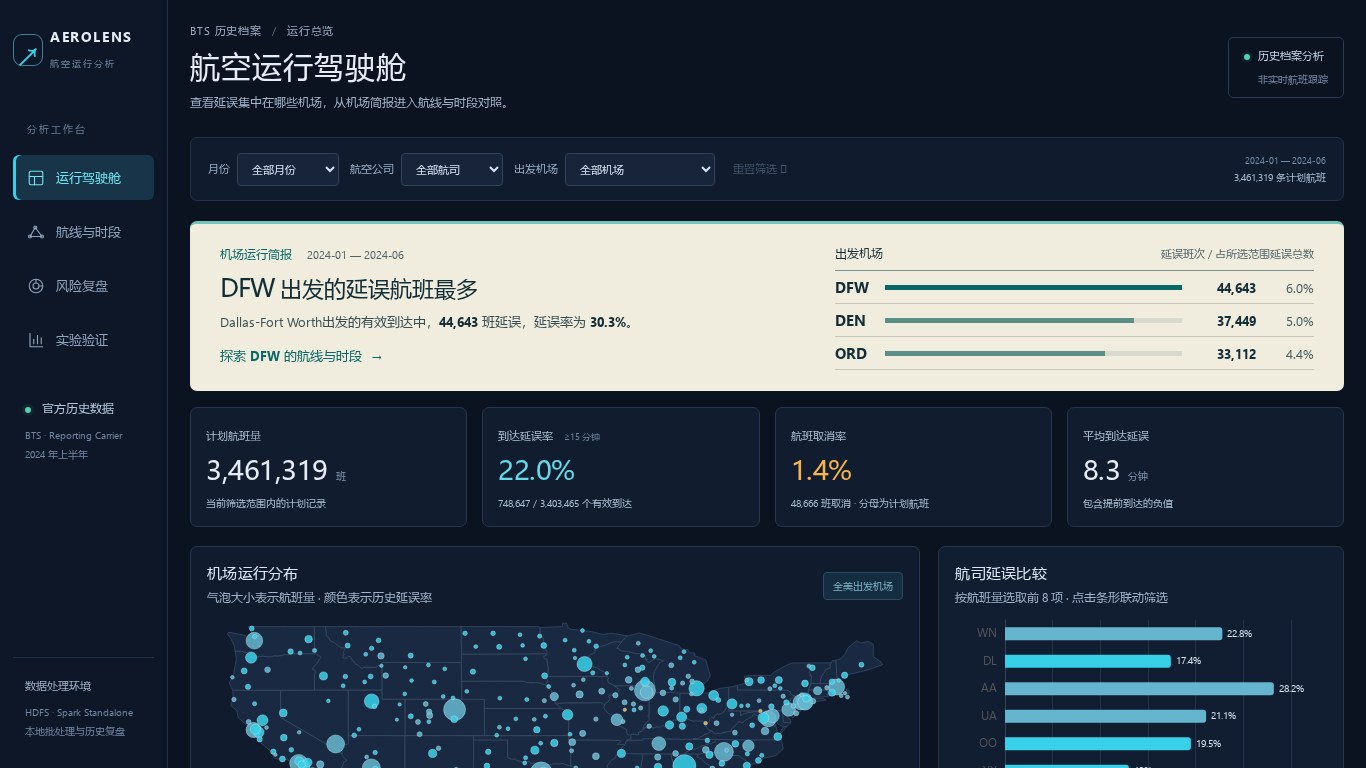 AEROLENS
航空运行分析
分析工作台
运行驾驶舱
航线与时段
风险复盘
实验验证
官方历史数据
BTS · Reporting Carrier
2024 年上半年
数据处理环境
HDFS · Spark Standalone
本地批处理与历史复盘
BTS 历史档案 / 运行总览
航空运行驾驶舱
查看延误集中在哪些机场，从机场简报进入航线与时段对照。
历史档案分析
非实时航班跟踪
月份 全部月份 航空公司 全部航司 出发机场 全部机场 重置筛选
2024-01 — 2024-06
3,461,319 条计划航班
机场运行简报 2024-01 — 2024-06
DFW 出发的延误航班最多
Dallas-Fort Worth出发的有效到达中，44,643 班延误，延误率为 30.3%。
探索 DFW 的航线与时段 →
出发机场 延误班次 / 占所选范围延误总数
DFW 44,643 6.0%
DEN 37,449 5.0%
ORD 33,112 4.4%
计划航班量
3,461,319 班
当前筛选范围内的计划记录
到达延误率 ≥15 分钟
22.0%
748,647 / 3,403,465 个有效到达
航班取消率
1.4%
48,666 班取消 · 分母为计划航班
平均到达延误
8.3 分钟
包含提前到达的负值
机场运行分布
气泡大小表示航班量 · 颜色表示历史延误率
全美出发机场
航司延误比较
按航班量选取前 8 项 · 点击条形联动筛选
WN 22.8%
DL 17.4%
AA 28.2%
UA 21.1%
OO 19.5%